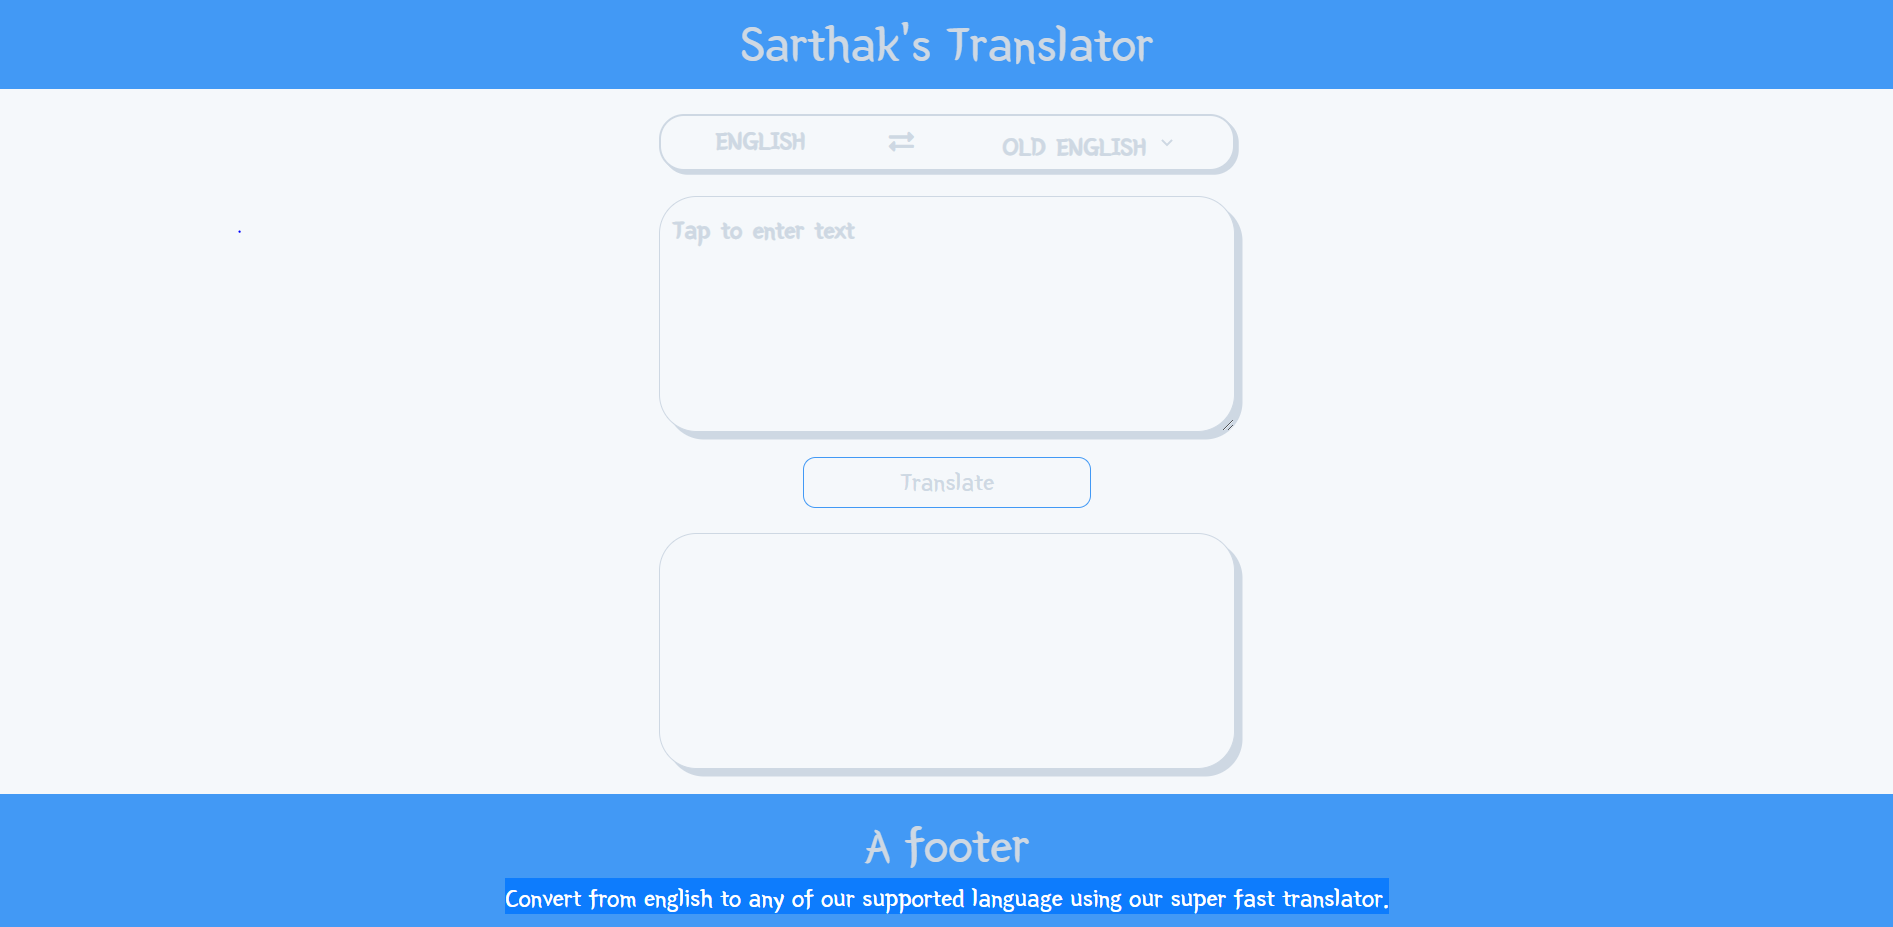 Sarthak's Translator
ENGLISH OLD ENGLISH
Tap to enter text
Translate
A footer
Convert from english to any of our supported language using our super fast translator.